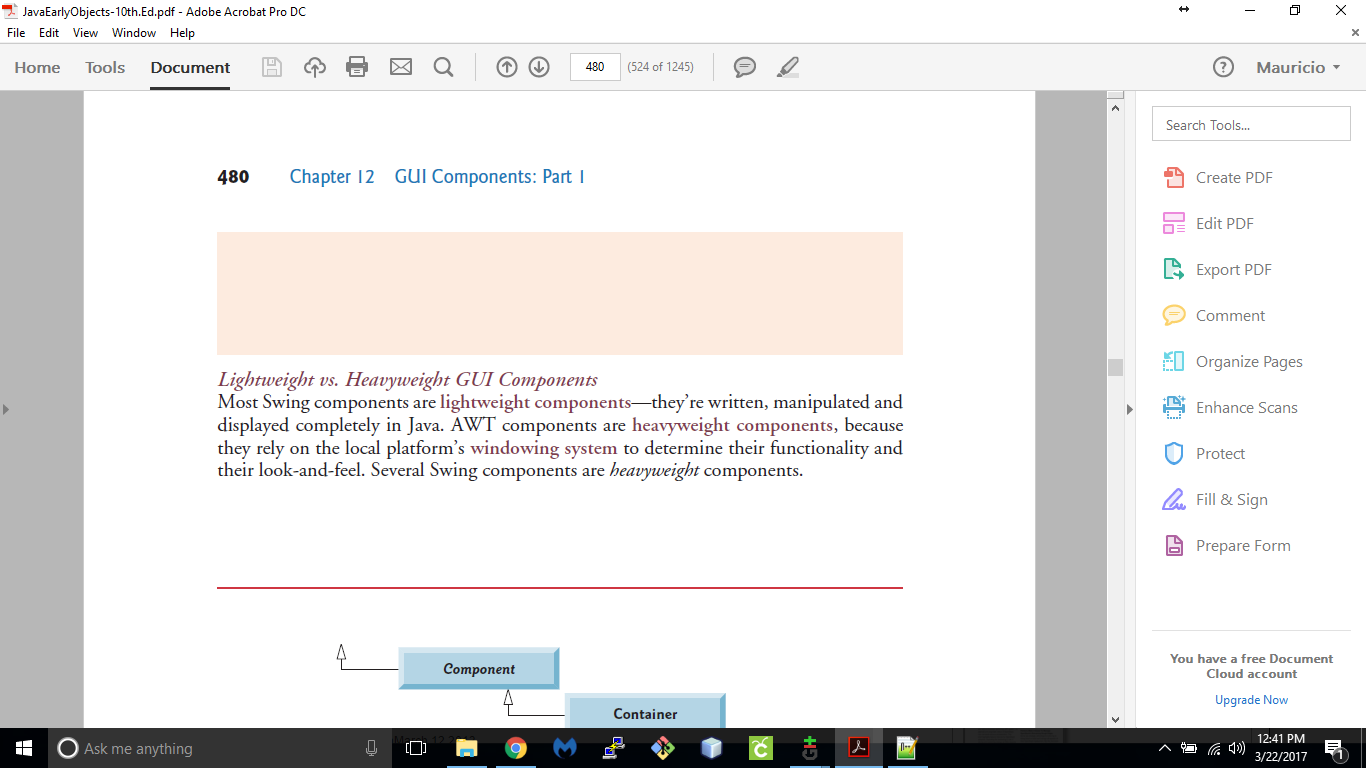 JavaEarlyObjects-10th.Ed.pdf - Adobe Acrobat Pro DC
File Edit View Window Help
Home Tools Document 480 (524 of 1245) Mauricio
Search Tools...
480 Chapter 12 GUI Components: Part 1
Create PDF
Edit PDF
Export PDF
Comment
Organize Pages
Enhance Scans
Protect
Fill & Sign
Prepare Form
Lightweight vs. Heavyweight GUI Components
Most Swing components are lightweight components—they’re written, manipulated and
displayed completely in Java. AWT components are heavyweight components, because
they rely on the local platform’s windowing system to determine their functionality and
their look-and-feel. Several Swing components are heavyweight components.
Component
Container
You have a free Document
Cloud account
Upgrade Now
Ask me anything
12:41 PM
3/22/2017
1